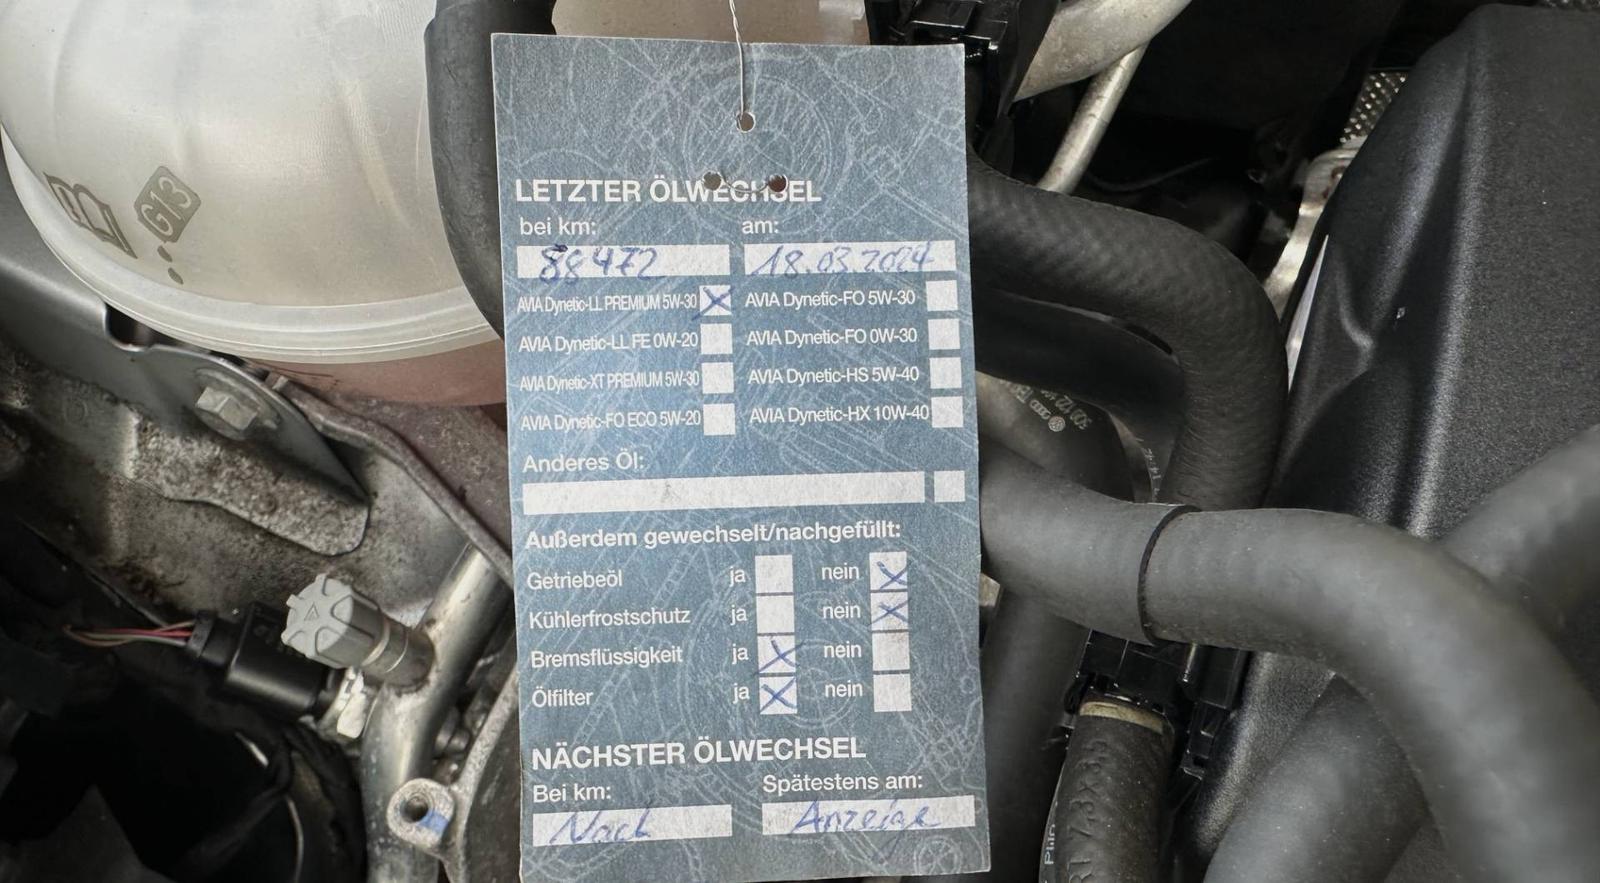 G13
LETZTER ÖLWECHSEL
bei km: am:
88472 18.03.2024
AVIA Dynetic-LL PREMIUM 5W-30 X AVIA Dynetic-FO 5W-30
AVIA Dynetic-LL FE 0W-20 AVIA Dynetic-FO 0W-30
AVIA Dynetic-XT PREMIUM 5W-30 AVIA Dynetic-HS 5W-40
AVIA Dynetic-FO ECO 5W-20 AVIA Dynetic-HX 10W-40
Anderes Öl:
Außerdem gewechselt/nachgefüllt:
Getriebeöl ja nein X
Kühlerfrostschutz ja nein X
Bremsflüssigkeit ja X nein
Ölfilter ja X nein
NÄCHSTER ÖLWECHSEL
Bei km: Spätestens am:
Nach Anzeige